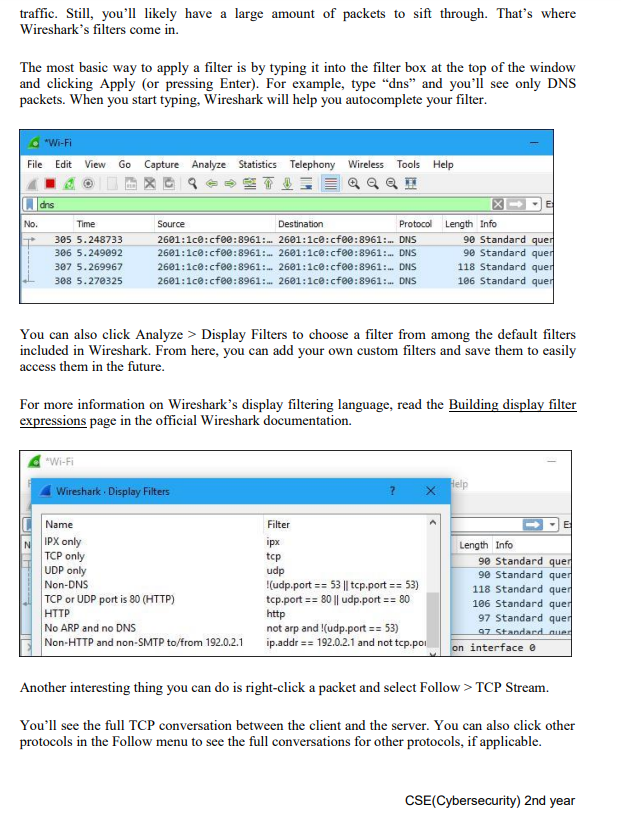 traffic. Still, you'll likely have a large amount of packets to sift through. That's where
Wireshark's filters come in.
The most basic way to apply a filter is by typing it into the filter box at the top of the window
and clicking Apply (or pressing Enter). For example, type “dns” and you'll see only DNS
packets. When you start typing, Wireshark will help you autocomplete your filter.
*Wi-Fi
File Edit View Go Capture Analyze Statistics Telephony Wireless Tools Help
dns
No. Time Source Destination Protocol Length Info
305 5.248733 2601:1c0:cf00:8961:… 2601:1c0:cf00:8961:… DNS 90 Standard quer
306 5.249092 2601:1c0:cf00:8961:… 2601:1c0:cf00:8961:… DNS 90 Standard quer
307 5.269967 2601:1c0:cf00:8961:… 2601:1c0:cf00:8961:… DNS 118 Standard quer
308 5.270325 2601:1c0:cf00:8961:… 2601:1c0:cf00:8961:… DNS 106 Standard quer
You can also click Analyze > Display Filters to choose a filter from among the default filters
included in Wireshark. From here, you can add your own custom filters and save them to easily
access them in the future.
For more information on Wireshark's display filtering language, read the Building display filter
expressions page in the official Wireshark documentation.
*Wi-Fi
Wireshark · Display Filters ? Help
Name Filter
IPX only ipx Length Info
TCP only tcp 90 Standard quer
UDP only udp 90 Standard quer
Non-DNS !(udp.port == 53 || tcp.port == 53) 118 Standard quer
TCP or UDP port is 80 (HTTP) tcp.port == 80 || udp.port == 80 106 Standard quer
HTTP http 97 Standard quer
No ARP and no DNS not arp and !(udp.port == 53) 97 Standard quer
Non-HTTP and non-SMTP to/from 192.0.2.1 ip.addr == 192.0.2.1 and not tcp.por on interface 0
Another interesting thing you can do is right-click a packet and select Follow > TCP Stream.
You'll see the full TCP conversation between the client and the server. You can also click other
protocols in the Follow menu to see the full conversations for other protocols, if applicable.
CSE(Cybersecurity) 2nd year